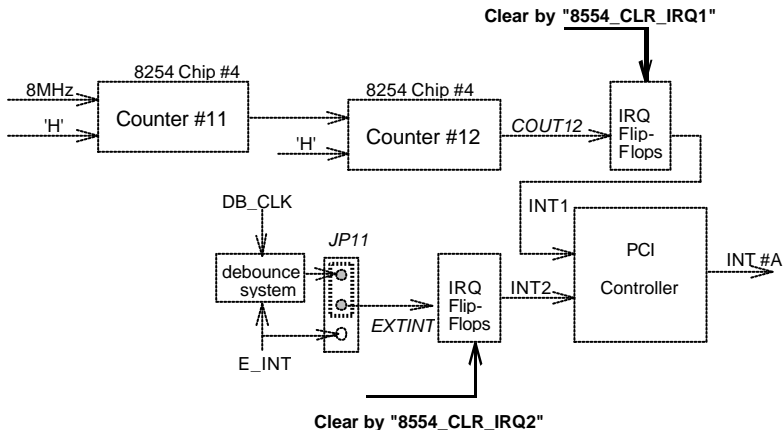 Clear by "8554_CLR_IRQ1"
8254 Chip #4
8MHz
'H'
Counter #11
8254 Chip #4
'H'
Counter #12
COUT12
IRQ
Flip-
Flops
INT1
DB_CLK
JP11
debounce
system
E_INT
EXTINT
IRQ
Flip-
Flops
INT2
PCI
Controller
INT #A
Clear by "8554_CLR_IRQ2"